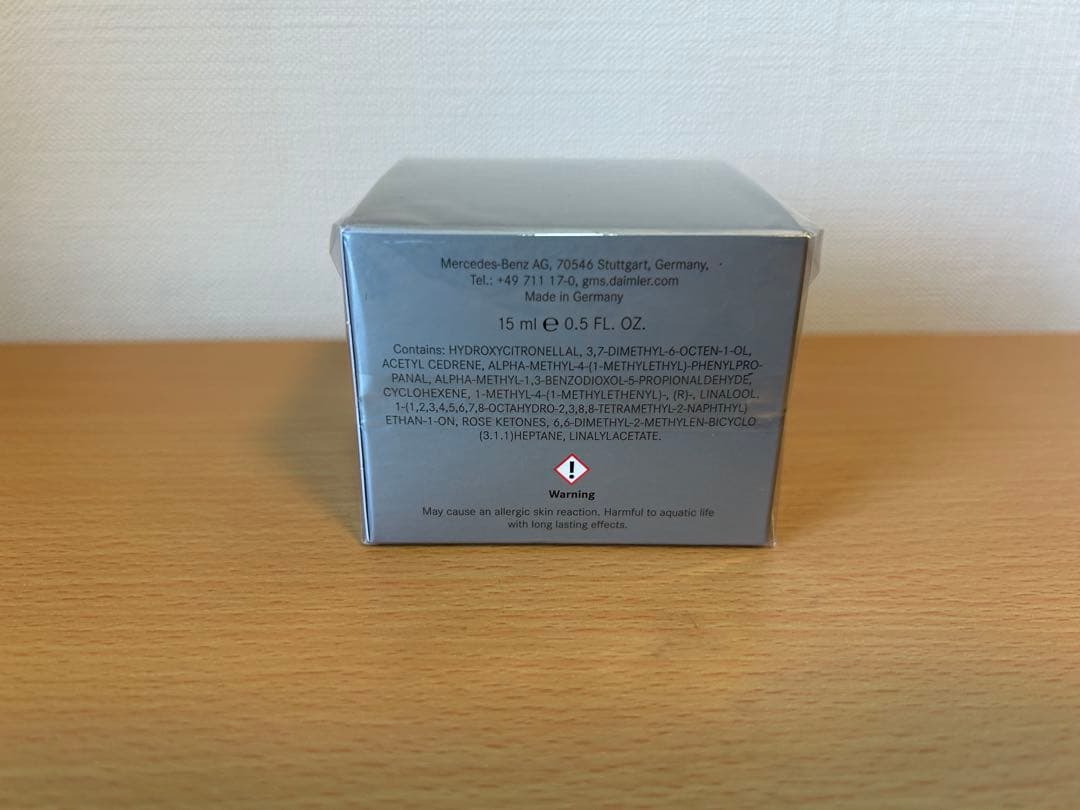 Mercedes-Benz AG, 70546 Stuttgart, Germany,
Tel.: +49 711 17-0, gms.daimler.com
Made in Germany
15 ml ℮ 0.5 FL. OZ.
Contains: HYDROXYCITRONELLAL, 3,7-DIMETHYL-6-OCTEN-1-OL,
ACETYL CEDRENE, ALPHA-METHYL-4-(1-METHYLETHYL)-PHENYLPRO-
PANAL, ALPHA-METHYL-1,3-BENZODIOXOL-5-PROPIONALDEHYDE,
CYCLOHEXENE, 1-METHYL-4-(1-METHYLETHENYL)-, (R)-, LINALOOL,
1-(1,2,3,4,5,6,7,8-OCTAHYDRO-2,3,8,8-TETRAMETHYL-2-NAPHTHYL)
ETHAN-1-ON, ROSE KETONES, 6,6-DIMETHYL-2-METHYLEN-BICYCLO
(3.1.1)HEPTANE, LINALYLACETATE.
Warning
May cause an allergic skin reaction. Harmful to aquatic life
with long lasting effects.